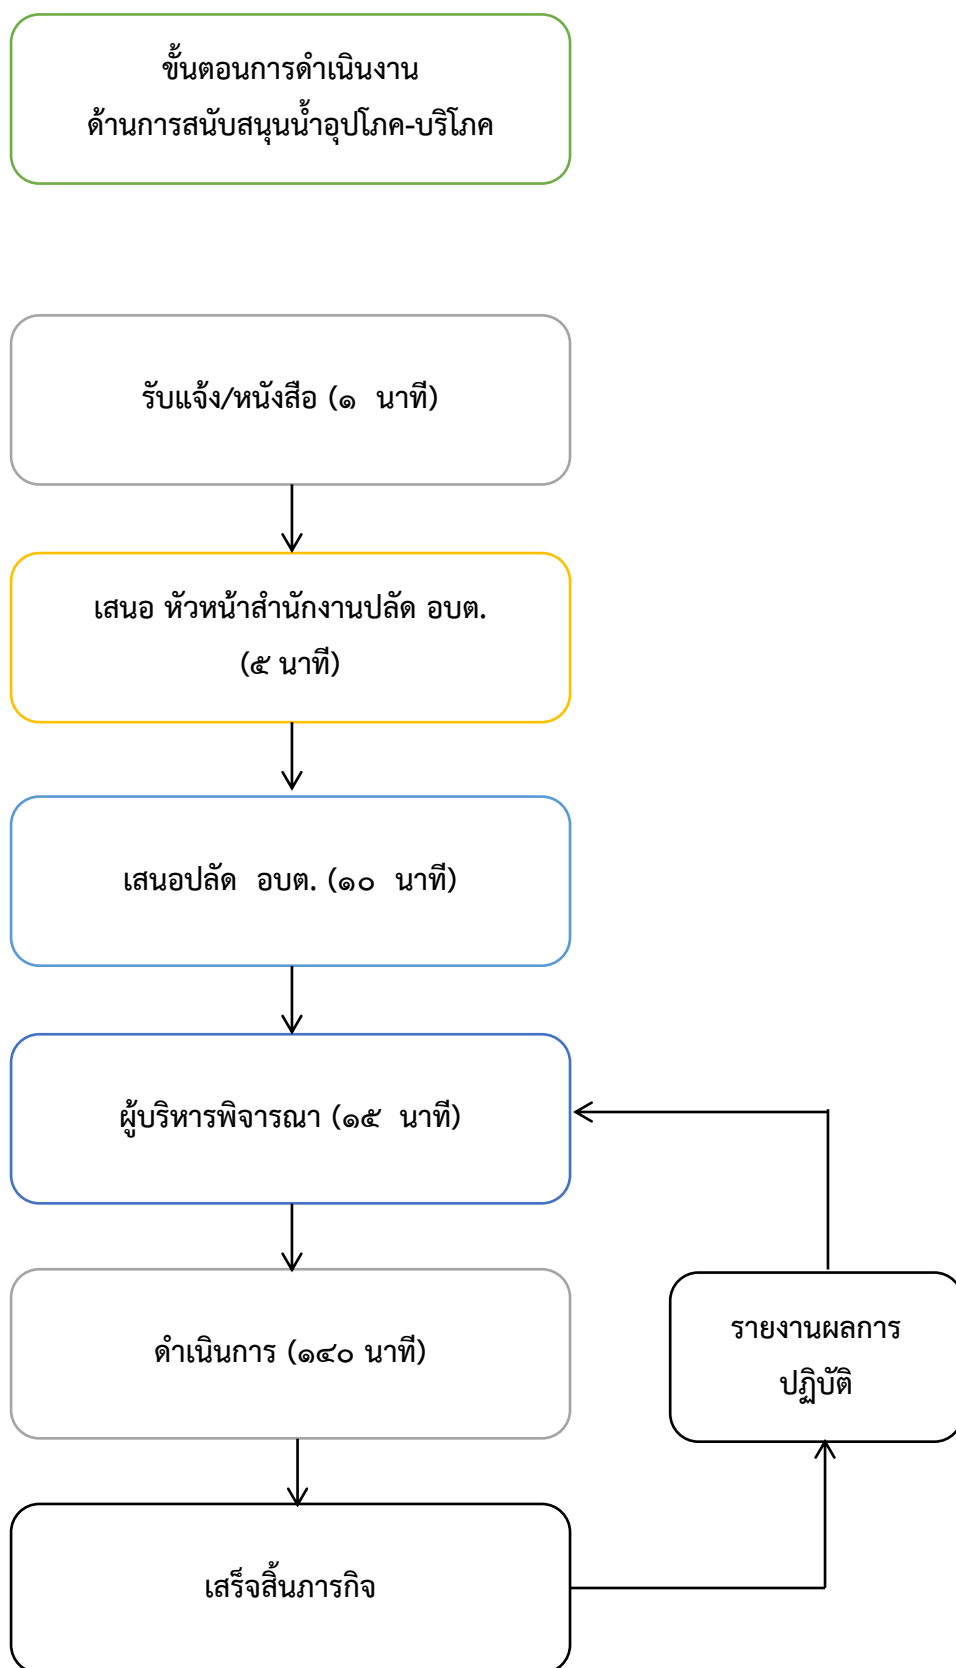 ขั้นตอนการดำเนินงาน
ด้านการสนับสนุนน้ำอุปโภค-บริโภค
รับแจ้ง/หนังสือ (๑ นาที)
เสนอ หัวหน้าสำนักงานปลัด อบต.
(๕ นาที)
เสนอปลัด อบต. (๑๐ นาที)
ผู้บริหารพิจารณา (๑๕ นาที)
ดำเนินการ (๑๔๐ นาที)
รายงานผลการ
ปฏิบัติ
เสร็จสิ้นภารกิจ